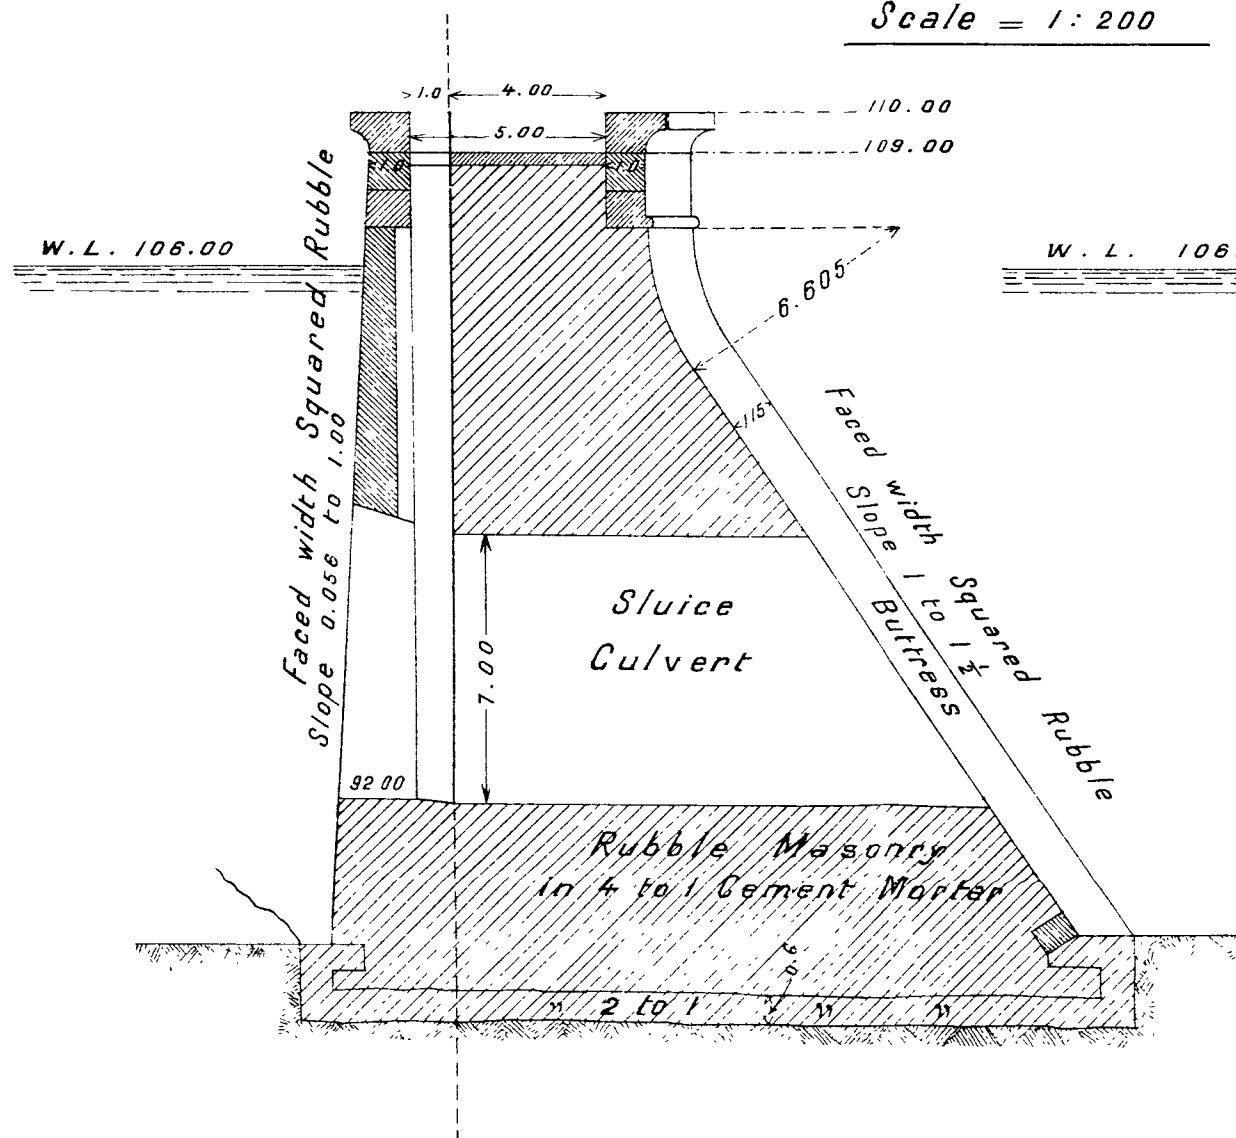 Scale = 1:200
1.0
4.00
110.00
5.00
109.00
1.0
1.0
W.L. 106.00
W. L. 106.
6.605
Faced width Squared Rubble
Slope 0.056 to 1.00
115
Faced width Squared Rubble
Slope 1 to 1 1/2
Buttress
Sluice
Culvert
7.00
92.00
Rubble Masonry
in 4 to 1 Cement Mortar
0.6
" 2 to 1 " "